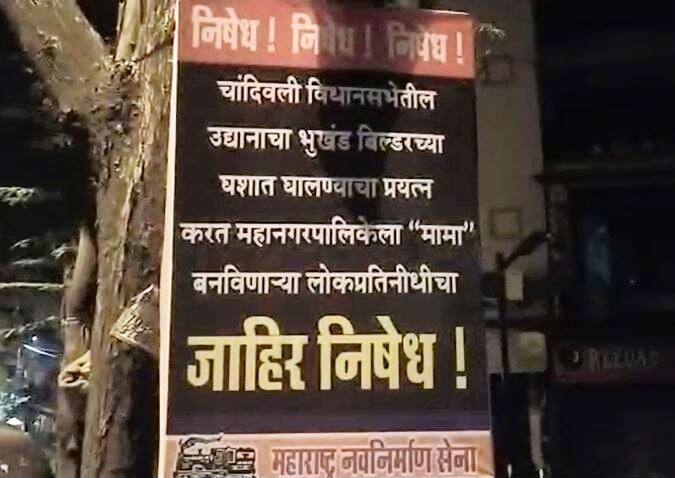 निषेध ! निषेध ! निषेध !
चांदिवली विधानसभेतील
उद्यानाचा भुखंड बिल्डरच्या
घशात घालण्याचा प्रयत्न
करत महानगरपालिकेला "मामा"
बनविणाऱ्या लोकप्रतिनीधीचा
जाहिर निषेध !
महाराष्ट्र नवनिर्माण सेना